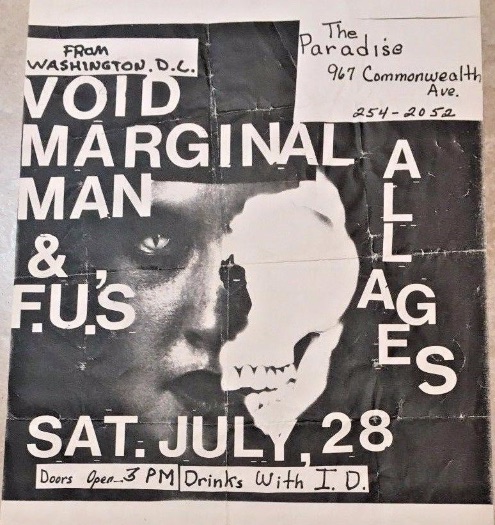 FROM
WASHINGTON, D.C.
The
Paradise
967 Commonwealth
Ave.
254-2052
VOID
MARGINAL
MAN
&
F.U.'S
ALL AGES
SAT. JULY, 28
Doors Open 3 PM
Drinks With I.D.